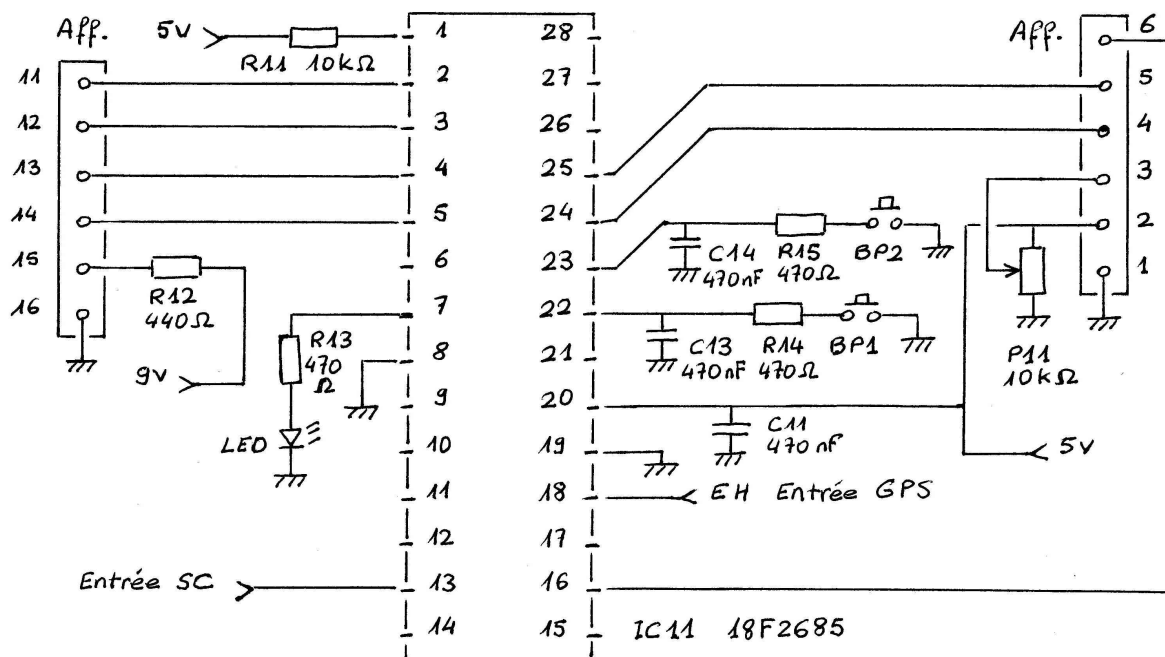 Aff.
5v
R11 10kΩ
1
28
Aff.
6
11
2
27
5
12
3
26
4
13
4
25
3
14
5
24
2
15
6
23
C14
470nF
R15
470Ω
BP2
1
R12
440Ω
16
7
22
R13
470
Ω
C13
470nF
R14
470Ω
BP1
P11
10kΩ
8
21
9v
9
20
C11
470nF
LED
10
19
5v
11
18
EH Entrée GPS
12
17
Entrée SC
13
16
14
15
IC11 18F2685